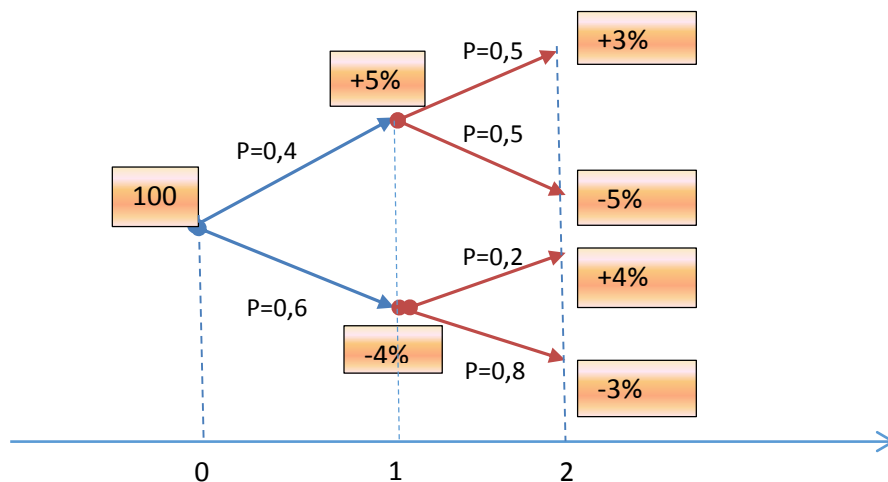 +3%
P=0,5
+5%
P=0,5
P=0,4
100
-5%
P=0,2
+4%
P=0,6
-4%
P=0,8
-3%
0
1
2